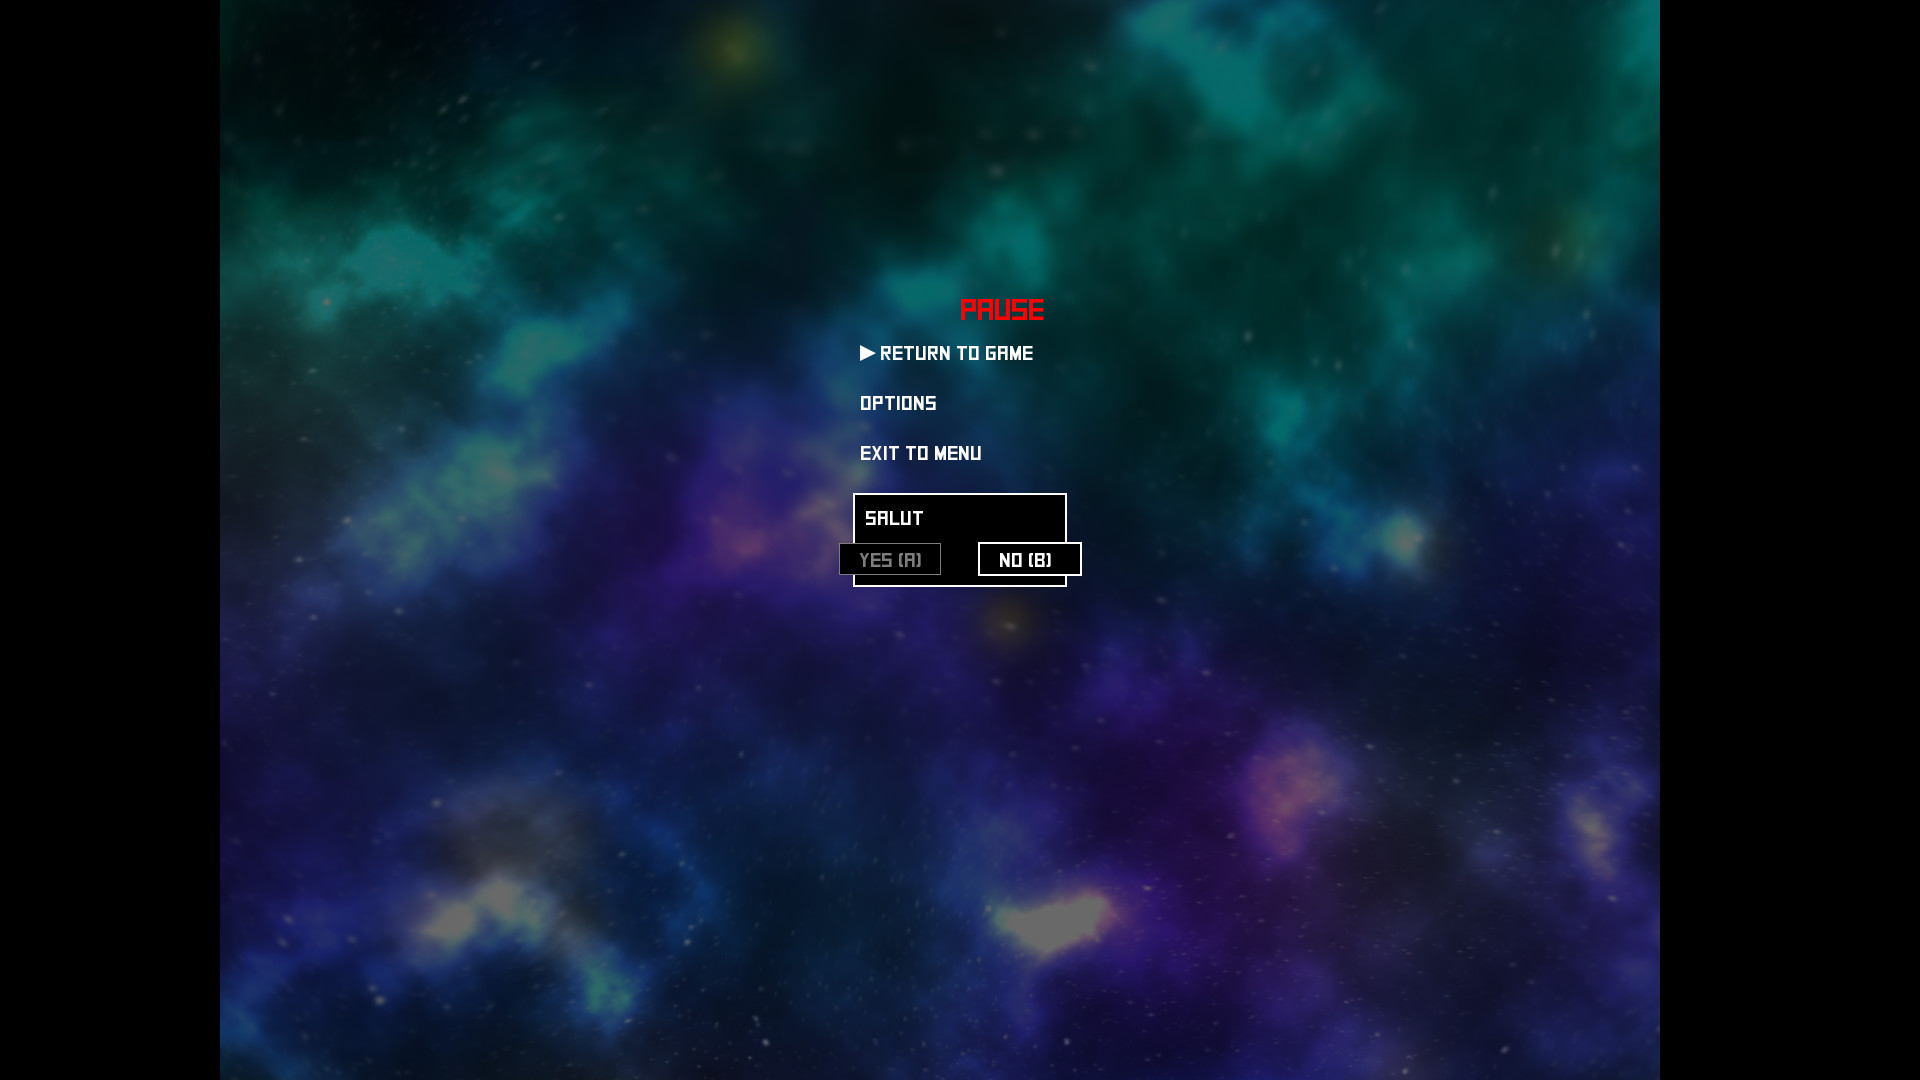 PAUSE
▶ RETURN TO GAME
OPTIONS
EXIT TO MENU
SALUT
YES (A) NO (B)